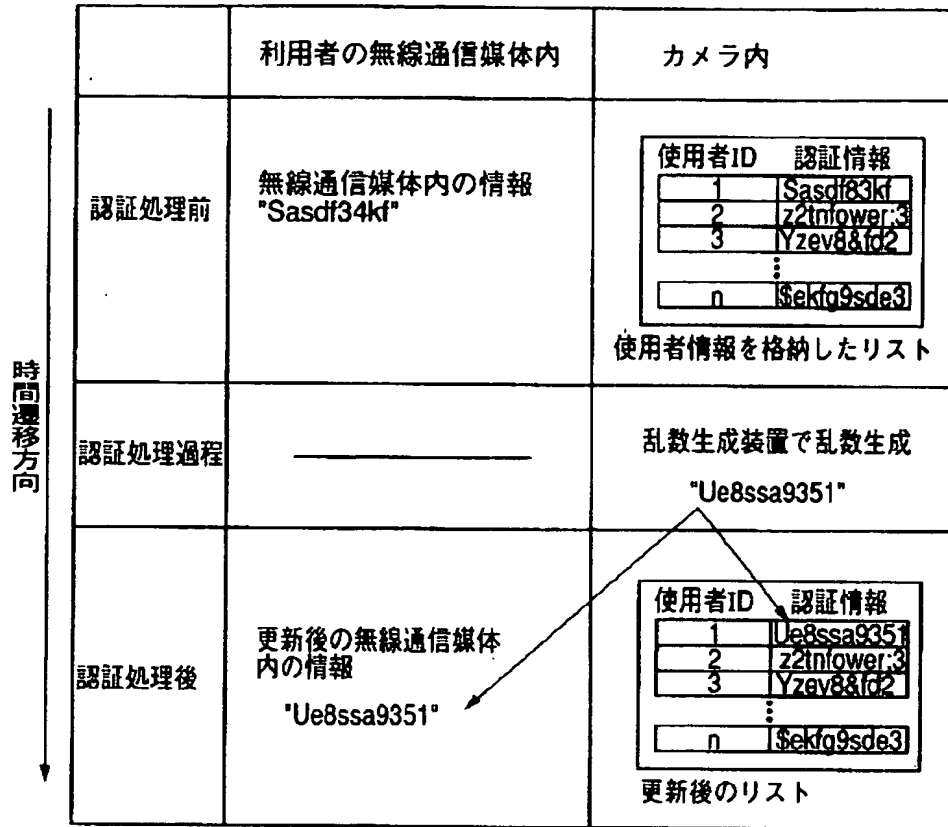 利用者の無線通信媒体内 カメラ内
時間遷移方向
認証処理前
無線通信媒体内の情報
"Sasdf34kf"
使用者ID 認証情報
1 Sasdf83kf
2 z2tnfower;3
3 Yzev8&fd2
n $ekfg9sde3
使用者情報を格納したリスト
認証処理過程
乱数生成装置で乱数生成
"Ue8ssa9351"
認証処理後
更新後の無線通信媒体
内の情報
"Ue8ssa9351"
使用者ID 認証情報
1 Ue8ssa9351
2 z2tnfower;3
3 Yzev8&fd2
n $ekfg9sde3
更新後のリスト